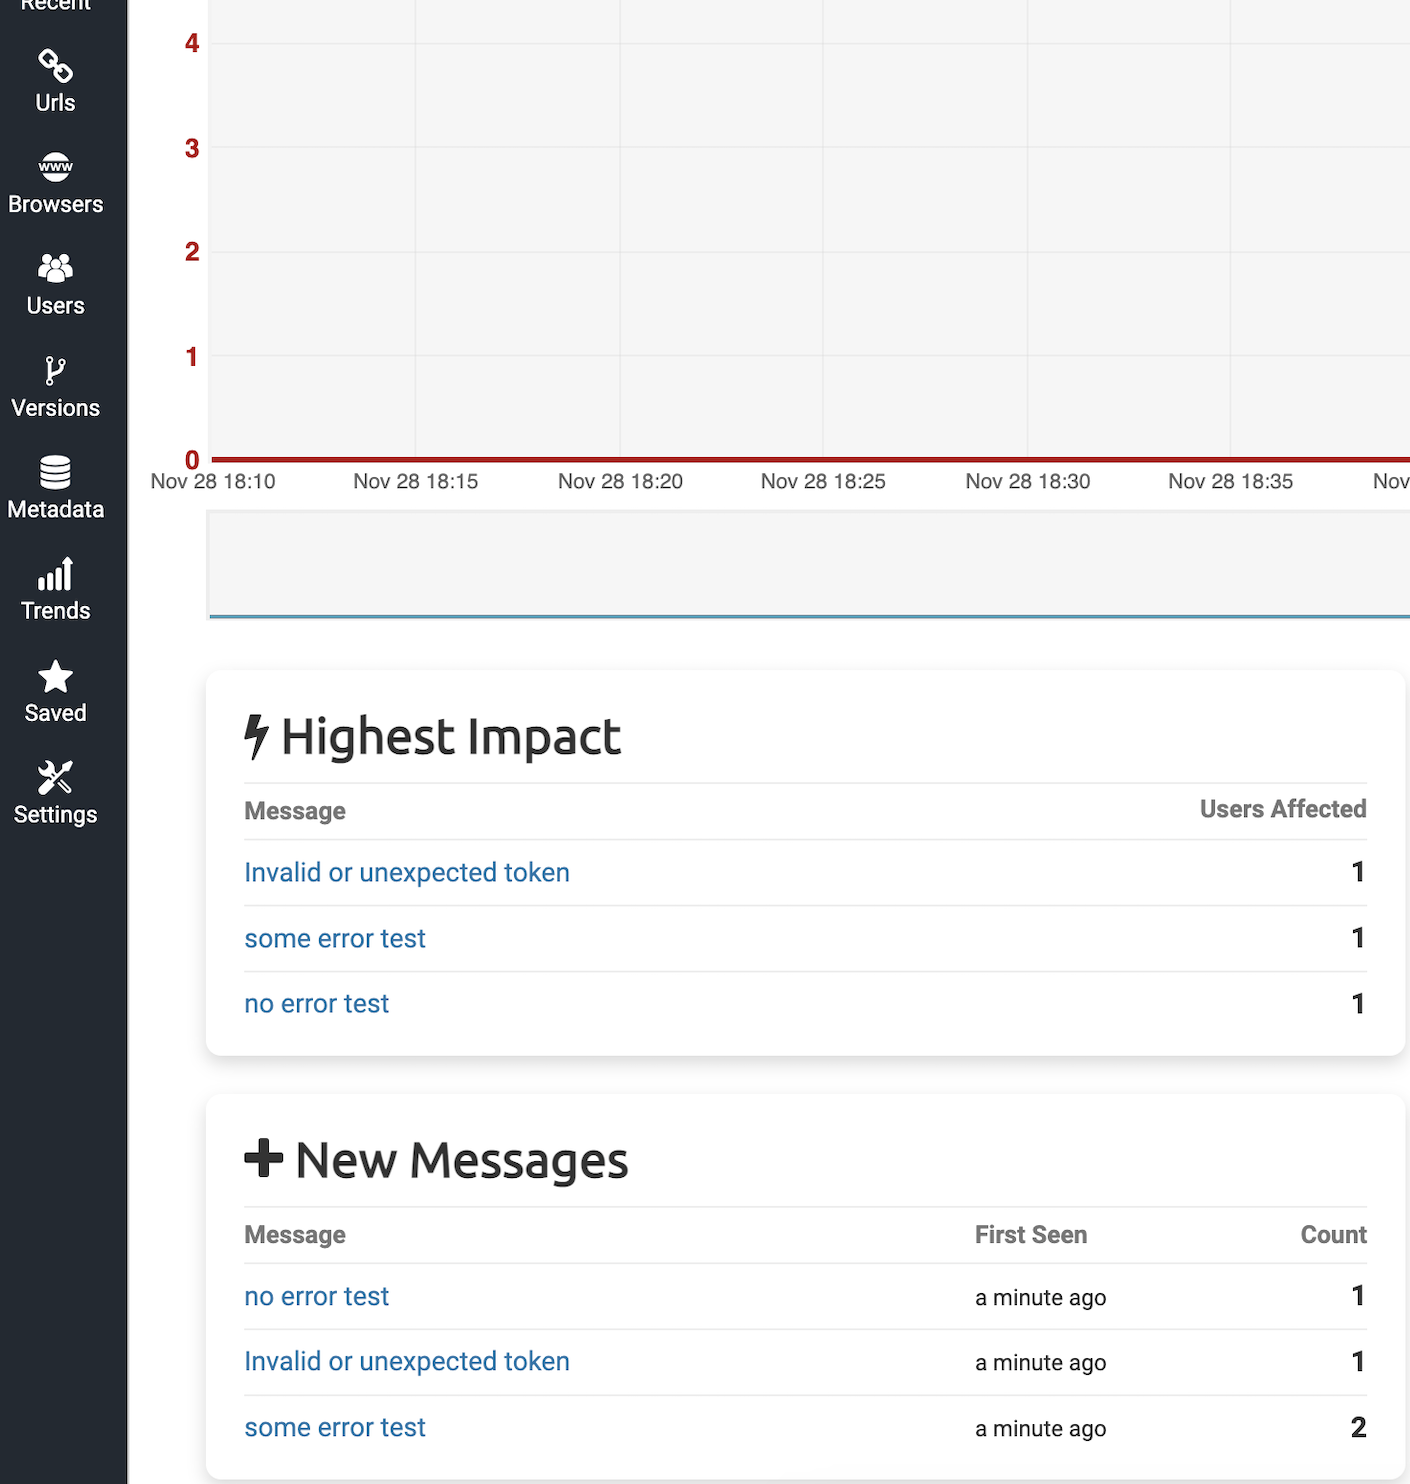 Recent
Urls
www
Browsers
Users
Versions
Metadata
Trends
Saved
Settings
4
3
2
1
0
Nov 28 18:10 Nov 28 18:15 Nov 28 18:20 Nov 28 18:25 Nov 28 18:30 Nov 28 18:35 Nov
Highest Impact
Message Users Affected
Invalid or unexpected token 1
some error test 1
no error test 1
New Messages
Message First Seen Count
no error test a minute ago 1
Invalid or unexpected token a minute ago 1
some error test a minute ago 2